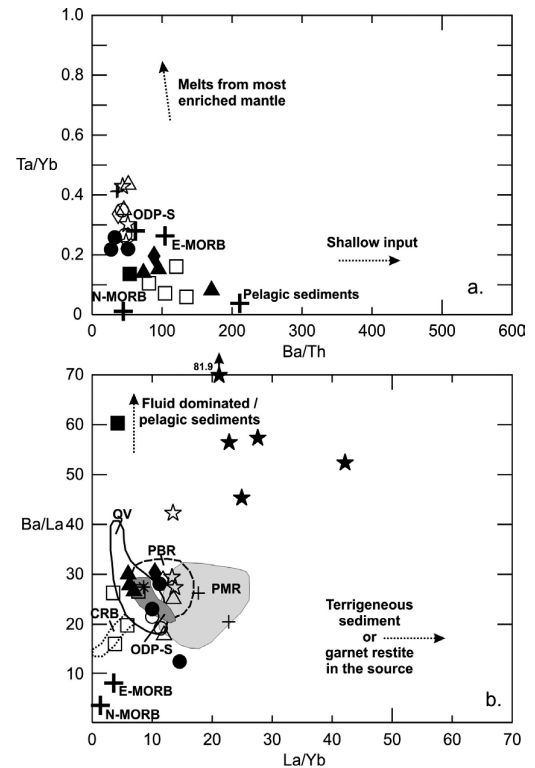 1.0
0.8
Melts from most
enriched mantle
0.6
Ta/Yb
0.4
ODP-S
E-MORB
Shallow input
0.2
a.
N-MORB
Pelagic sediments
0
0 100 200 300 400 500 600
Ba/Th
81.9
70
Fluid dominated /
pelagic sediments
60
50
Ba/La
40
QV
PBR
30
PMR
CRB
Terrigeneous
sediment
or
garnet restite
in the source
20
ODP-S
10
E-MORB
b.
N-MORB
0 10 20 30 40 50 60 70
La/Yb